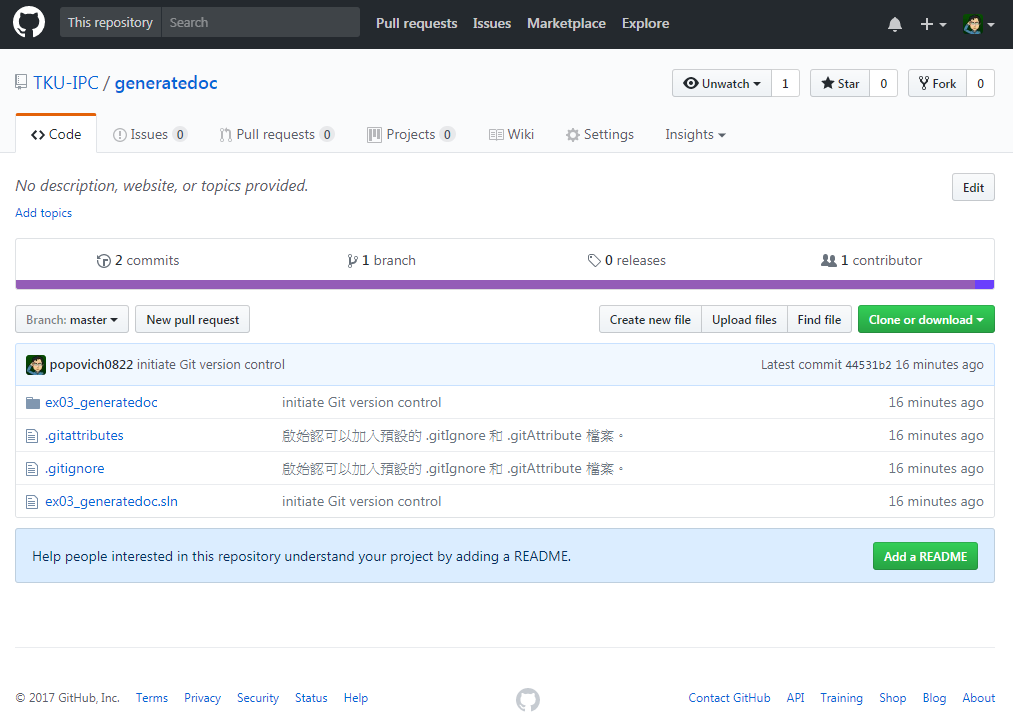 This repository Search Pull requests Issues Marketplace Explore
TKU-IPC / generatedoc Unwatch 1 Star 0 Fork 0
Code Issues 0 Pull requests 0 Projects 0 Wiki Settings Insights
No description, website, or topics provided. Edit
Add topics
2 commits 1 branch 0 releases 1 contributor
Branch: master New pull request Create new file Upload files Find file Clone or download
popovich0822 initiate Git version control Latest commit 44531b2 16 minutes ago
ex03_generatedoc initiate Git version control 16 minutes ago
.gitattributes 啟始認可以加入預設的 .gitIgnore 和 .gitAttribute 檔案。 16 minutes ago
.gitignore 啟始認可以加入預設的 .gitIgnore 和 .gitAttribute 檔案。 16 minutes ago
ex03_generatedoc.sln initiate Git version control 16 minutes ago
Help people interested in this repository understand your project by adding a README. Add a README
© 2017 GitHub, Inc. Terms Privacy Security Status Help Contact GitHub API Training Shop Blog About